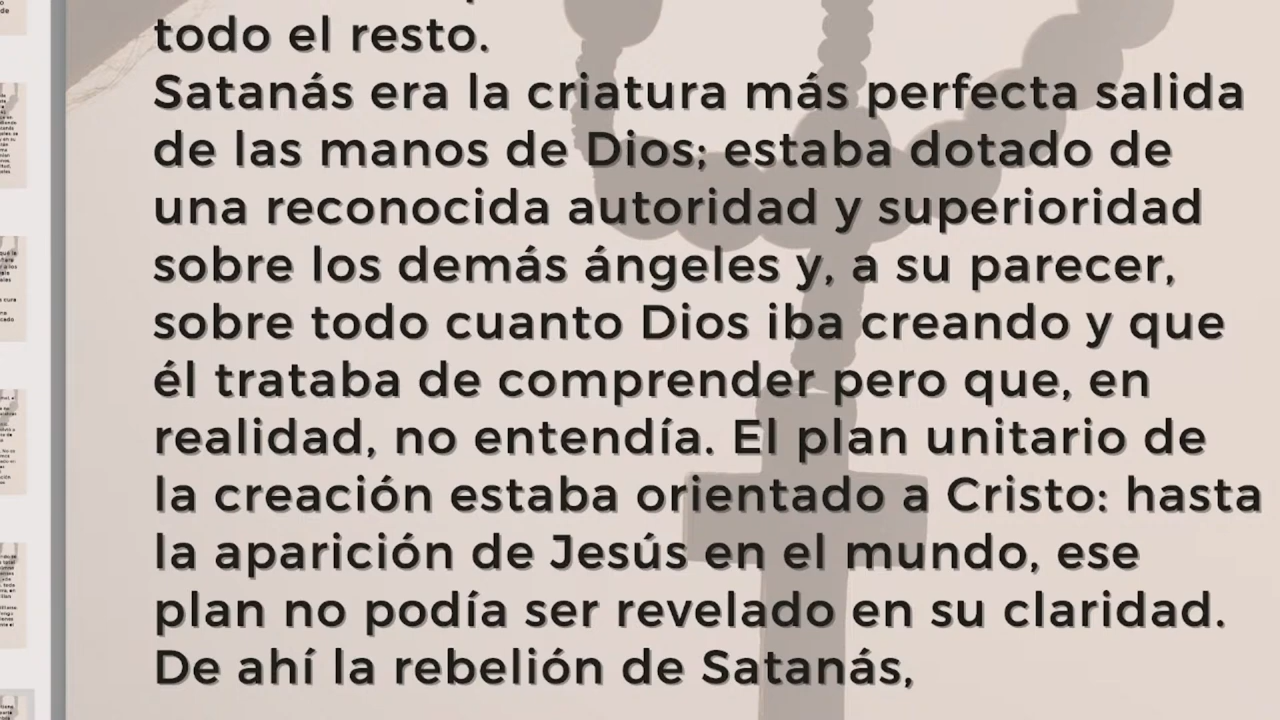 todo el resto.
Satanás era la criatura más perfecta salida
de las manos de Dios; estaba dotado de
una reconocida autoridad y superioridad
sobre los demás ángeles y, a su parecer,
sobre todo cuanto Dios iba creando y que
él trataba de comprender pero que, en
realidad, no entendía. El plan unitario de
la creación estaba orientado a Cristo: hasta
la aparición de Jesús en el mundo, ese
plan no podía ser revelado en su claridad.
De ahí la rebelión de Satanás,